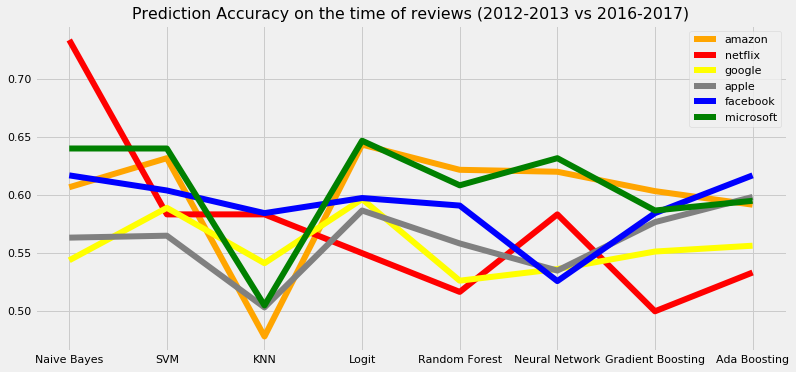 Prediction Accuracy on the time of reviews (2012-2013 vs 2016-2017)
amazon
netflix
google
apple
facebook
microsoft
0.70
0.65
0.60
0.55
0.50
Naive Bayes SVM KNN Logit Random Forest Neural Network Gradient Boosting Ada Boosting